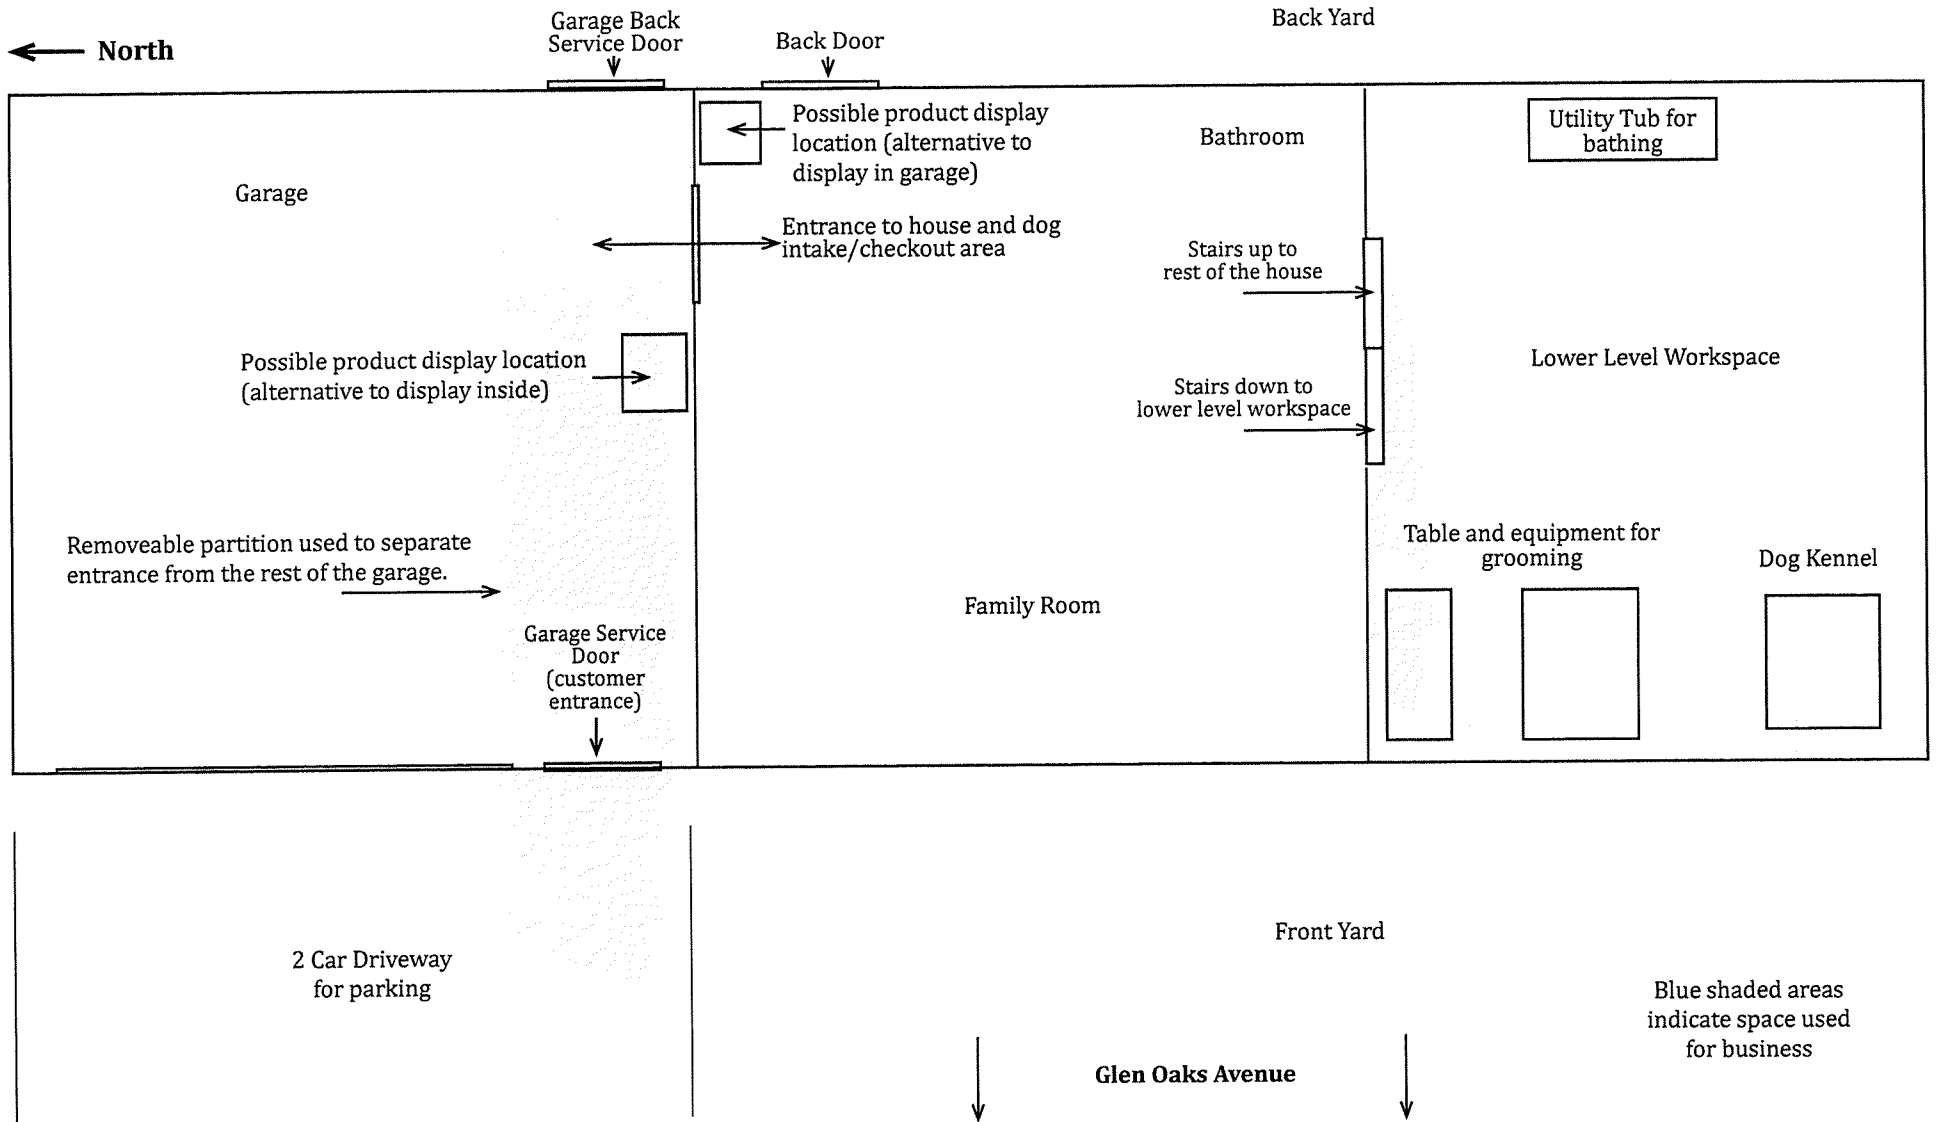 Back Yard
Garage Back
Service Door
Back Door
North
Possible product display
location (alternative to
display in garage)
Bathroom
Utility Tub for
bathing
Garage
Entrance to house and dog
intake/checkout area
Stairs up to
rest of the house
Possible product display location
(alternative to display inside)
Lower Level Workspace
Stairs down to
lower level workspace
Removeable partition used to separate
entrance from the rest of the garage.
Table and equipment for
grooming
Dog Kennel
Family Room
Garage Service
Door
(customer
entrance)
2 Car Driveway
for parking
Front Yard
Blue shaded areas
indicate space used
for business
Glen Oaks Avenue